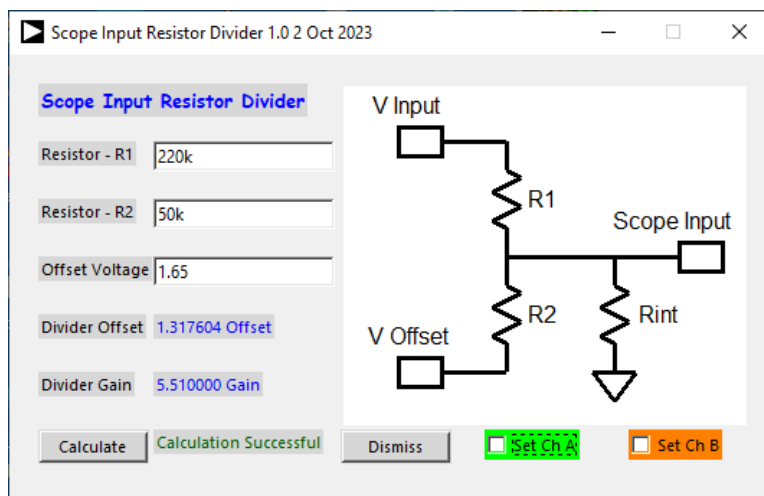 Scope Input Resistor Divider 1.0 2 Oct 2023
Scope Input Resistor Divider
Resistor - R1 220k
Resistor - R2 50k
Offset Voltage 1.65
Divider Offset 1.317604 Offset
Divider Gain 5.510000 Gain
Calculate Calculation Successful Dismiss Set Ch A Set Ch B
V Input
R1
Scope Input
R2 Rint
V Offset